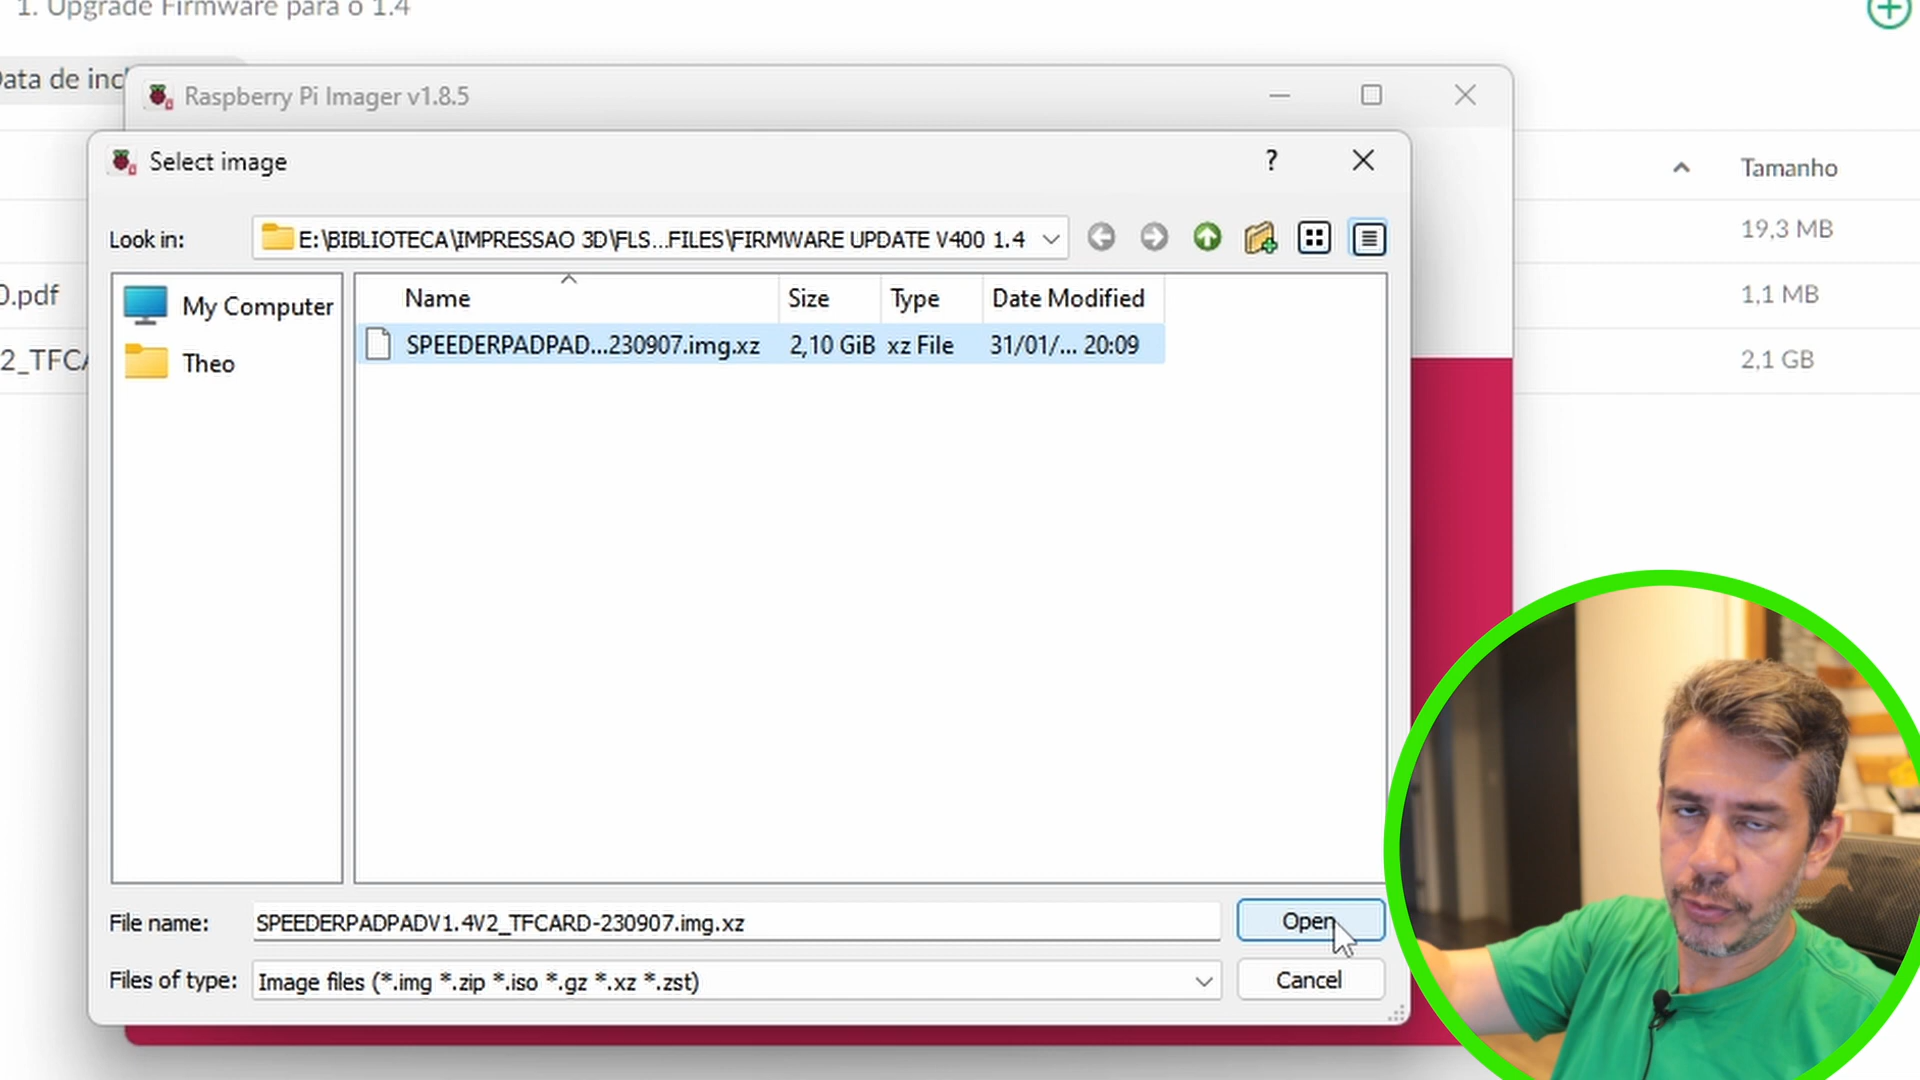 1. Upgrade Firmware para o 1.4
Data de incl
Raspberry Pi Imager v1.8.5
Select image
?
Tamanho
Look in:
E:\BIBLIOTECA\IMPRESSAO 3D\FLS...FILES\FIRMWARE UPDATE V400 1.4
19,3 MB
My Computer
Name
Size
Type
Date Modified
0.pdf
1,1 MB
SPEEDERPADPAD...230907.img.xz
2,10 GiB
xz File
31/01/... 20:09
Theo
2_TFCA
2,1 GB
File name:
SPEEDERPADPADV1.4V2_TFCARD-230907.img.xz
Open
Files of type:
Image files (*.img *.zip *.iso *.gz *.xz *.zst)
Cancel